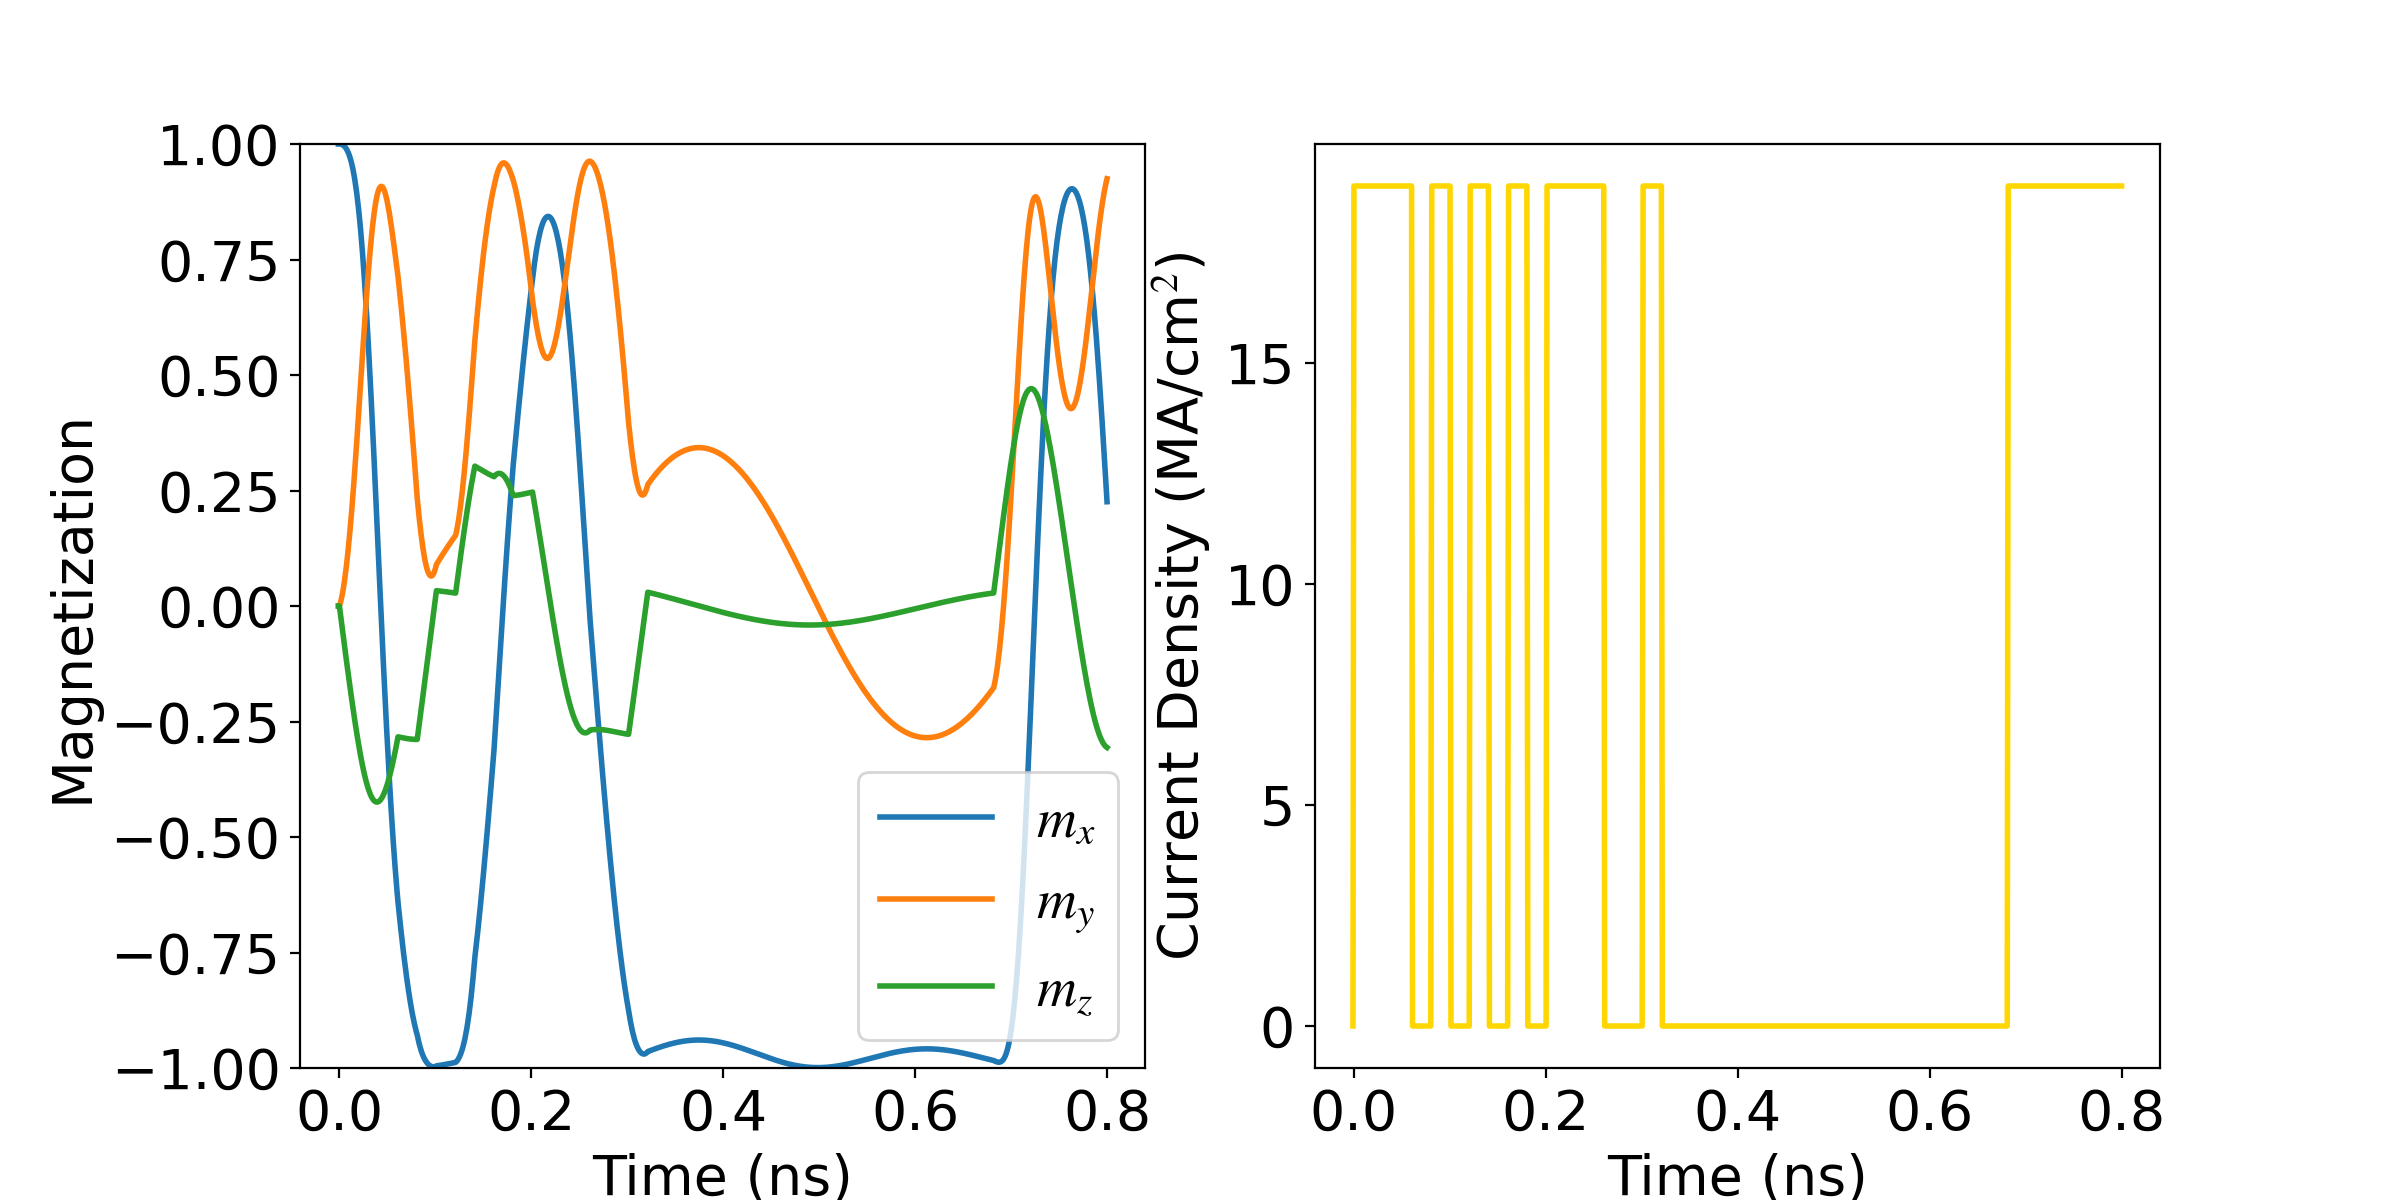 Magnetization
1.00
0.75
0.50
0.25
0.00
−0.25
−0.50
−0.75
−1.00
0.0 0.2 0.4 0.6 0.8
Time (ns)
m_x
m_y
m_z
Current Density (MA/cm²)
15
10
5
0
0.0 0.2 0.4 0.6 0.8
Time (ns)